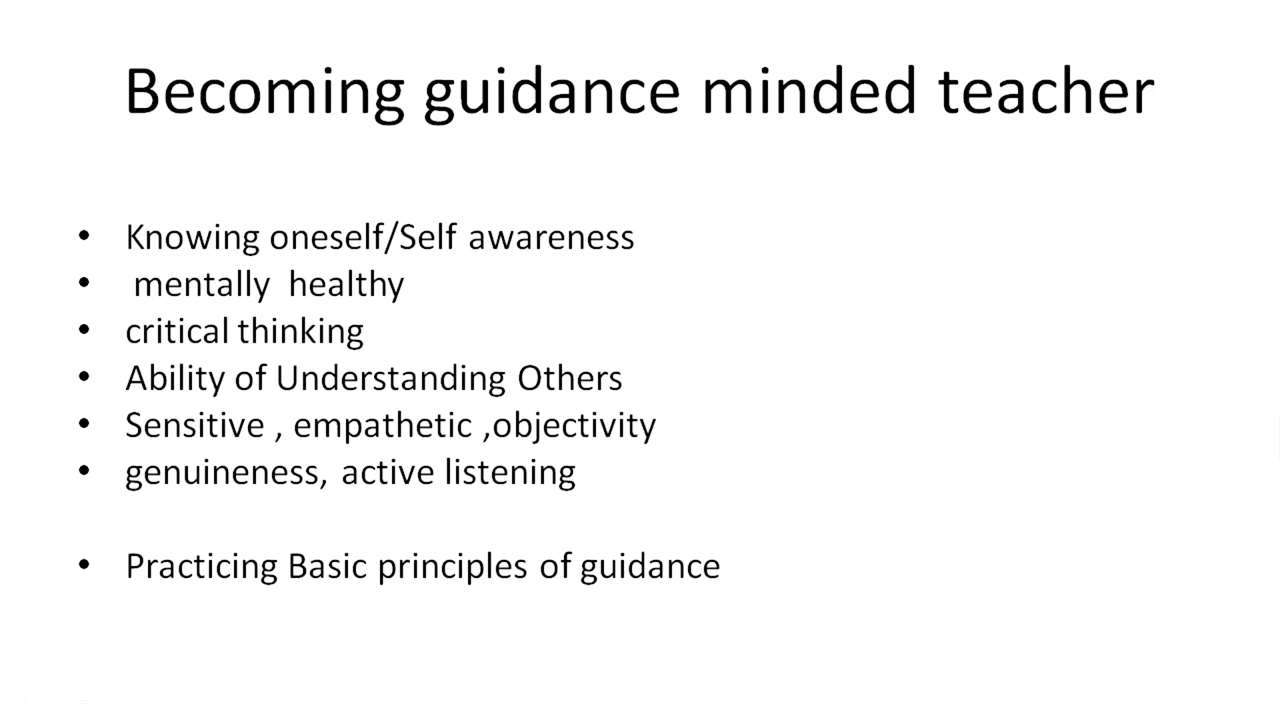 Becoming guidance minded teacher
• Knowing oneself/Self awareness
• mentally healthy
• critical thinking
• Ability of Understanding Others
• Sensitive , empathetic ,objectivity
• genuineness, active listening
• Practicing Basic principles of guidance